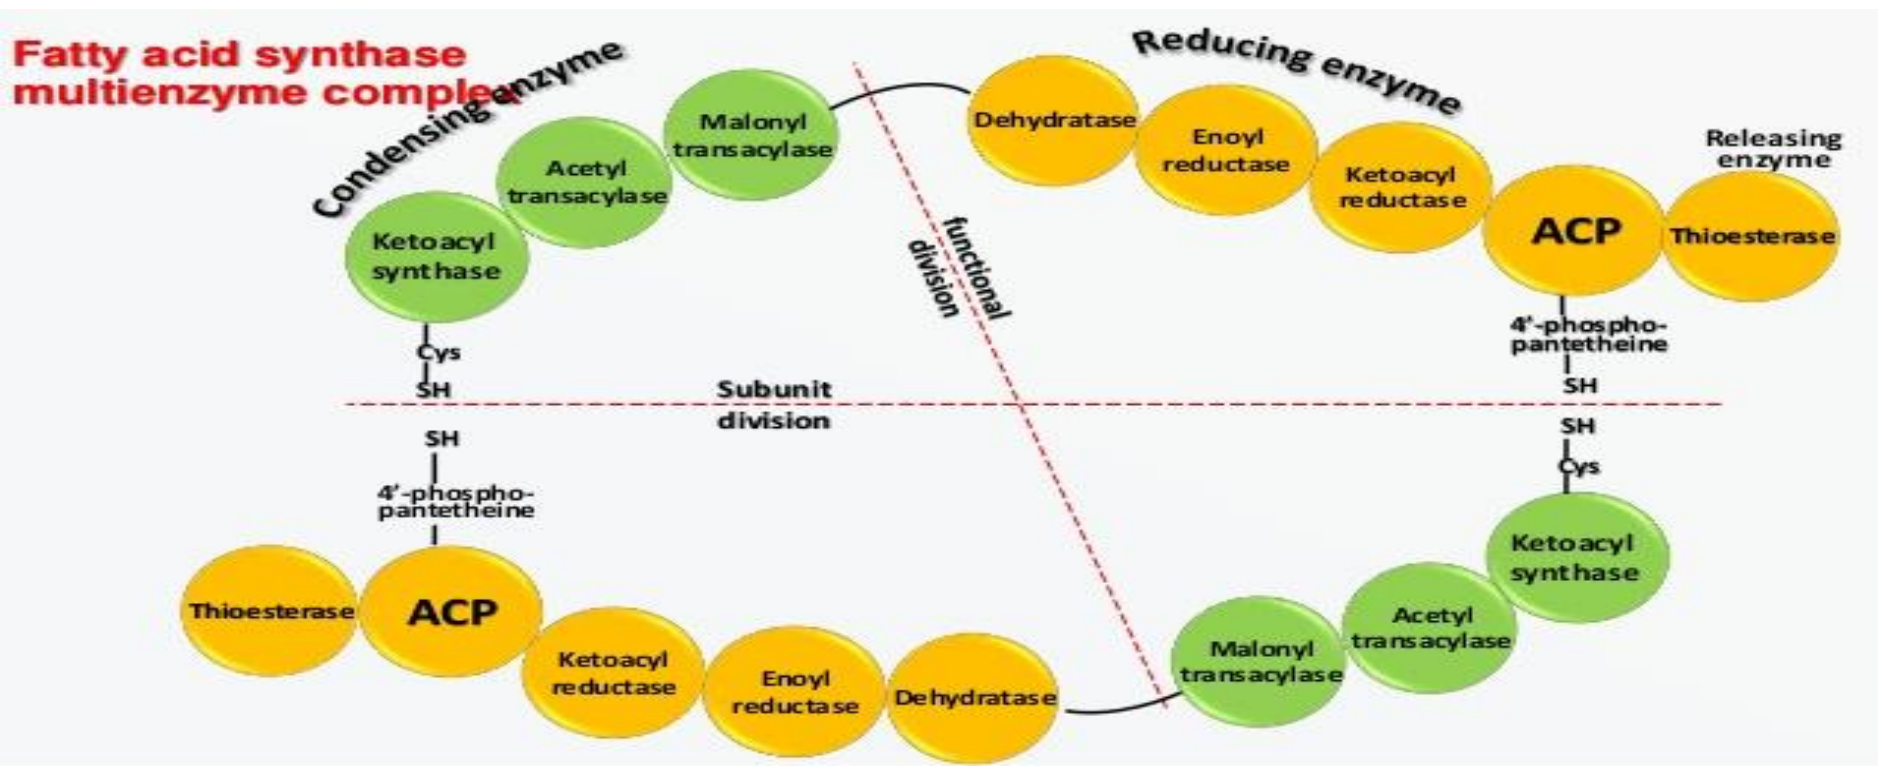 Fatty acid synthase
multienzyme complex
Condensing enzyme
Reducing enzyme
Malonyl
transacylase
Acetyl
transacylase
Ketoacyl
synthase
Cys
SH
Dehydratase
Enoyl
reductase
Ketoacyl
reductase
ACP
Releasing
enzyme
Thioesterase
4'-phospho-
pantetheine
SH
functional
division
Subunit
division
SH
4'-phospho-
pantetheine
Thioesterase
ACP
Ketoacyl
reductase
Enoyl
reductase
Dehydratase
SH
Cys
Ketoacyl
synthase
Acetyl
transacylase
Malonyl
transacylase